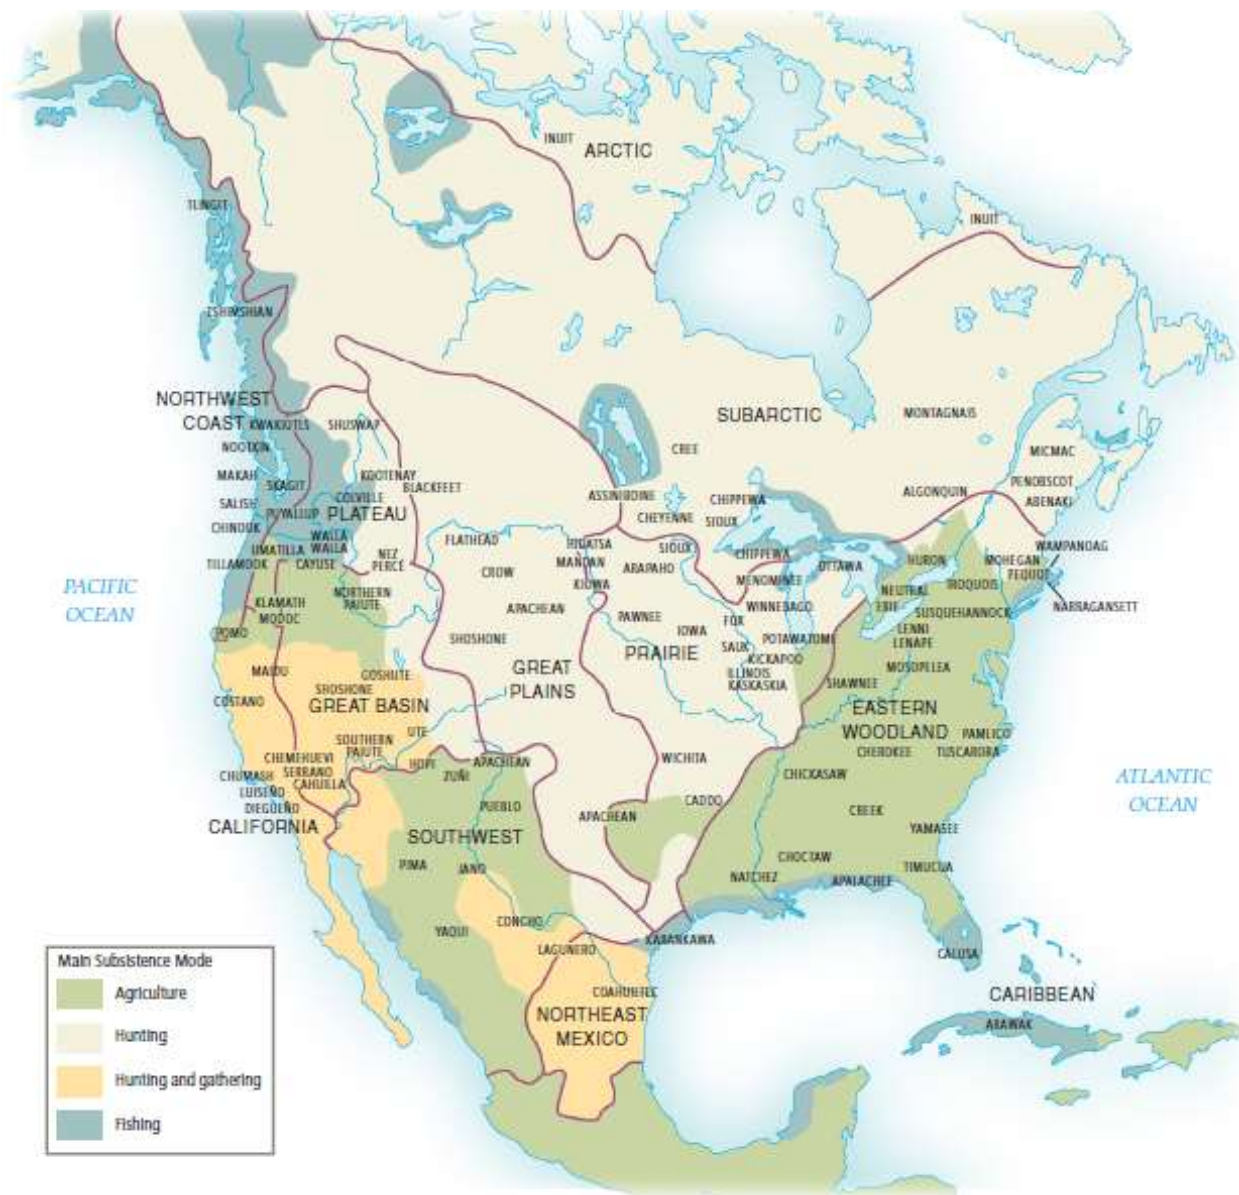 INUIT
ARCTIC
TLINGIT
INUIT
TSHIMSHIAN
NORTHWEST
COAST
KWAKIUTLS
SHUSWAP
SUBARCTIC
MONTAGNAIS
NOOTKIN
CREE
MICMAC
MAKAH
SKAGIT
KOOTENAY
BLACKFEET
PENOBSCOT
ABENAKI
ALGONQUIN
SALISH
COLVILLE
PUYALLUP
PLATEAU
ASSINIBOINE
CHIPPEWA
CHEYENNE
SIOUX
CHINOOK
WALLA
WALLA
FLATHEAD
HIDATSA
SIOUX
CHIPPEWA
WAMPANOAG
UMATILLA
TILLAMOOK
CAYUSE
NEZ
PERCE
MANDAN
ARAPAHO
OTTAWA
HURON
MOHEGAN
PEQUOT
CROW
KIOWA
MENOMINEE
NEUTRAL
IROQUOIS
PACIFIC
OCEAN
NORTHERN
PAIUTE
KLAMATH
MODOC
APACHEAN
WINNEBAGO
ERIE
SUSQUEHANNOCK
NARRAGANSETT
PAWNEE
FOX
POMO
SHOSHONE
IOWA
POTAWATOMI
LENNI
LENAPE
GREAT
PLAINS
PRAIRIE
SAUK
KICKAPOO
ILLINOIS
KASKASKIA
MOSOPELEA
SHAWNEE
MAIDU
GOSHUTE
SHOSHONE
GREAT BASIN
COSTANO
EASTERN
WOODLAND
PAMLICO
UTE
SOUTHERN
PAIUTE
CHEROKEE
TUSCARORA
CHEMEHUEVI
SERRANO
CAHUILLA
HOPI
ZUÑI
APACHEAN
WICHITA
CHICKASAW
CHUMASH
LUISEÑO
DIEGUEÑO
CALIFORNIA
ATLANTIC
OCEAN
PUEBLO
CADDO
APACHEAN
CREEK
YAMASEE
SOUTHWEST
PIMA
JANO
CHOCTAW
TIMUCUA
NATCHEZ
APALACHEE
CONCHO
YAQUI
LAGUNERO
KARANKAWA
CALUSA
COAHUILTEC
CARIBBEAN
ARAWAK
NORTHEAST
MEXICO
Main Subsistence Mode
Agriculture
Hunting
Hunting and gathering
Fishing